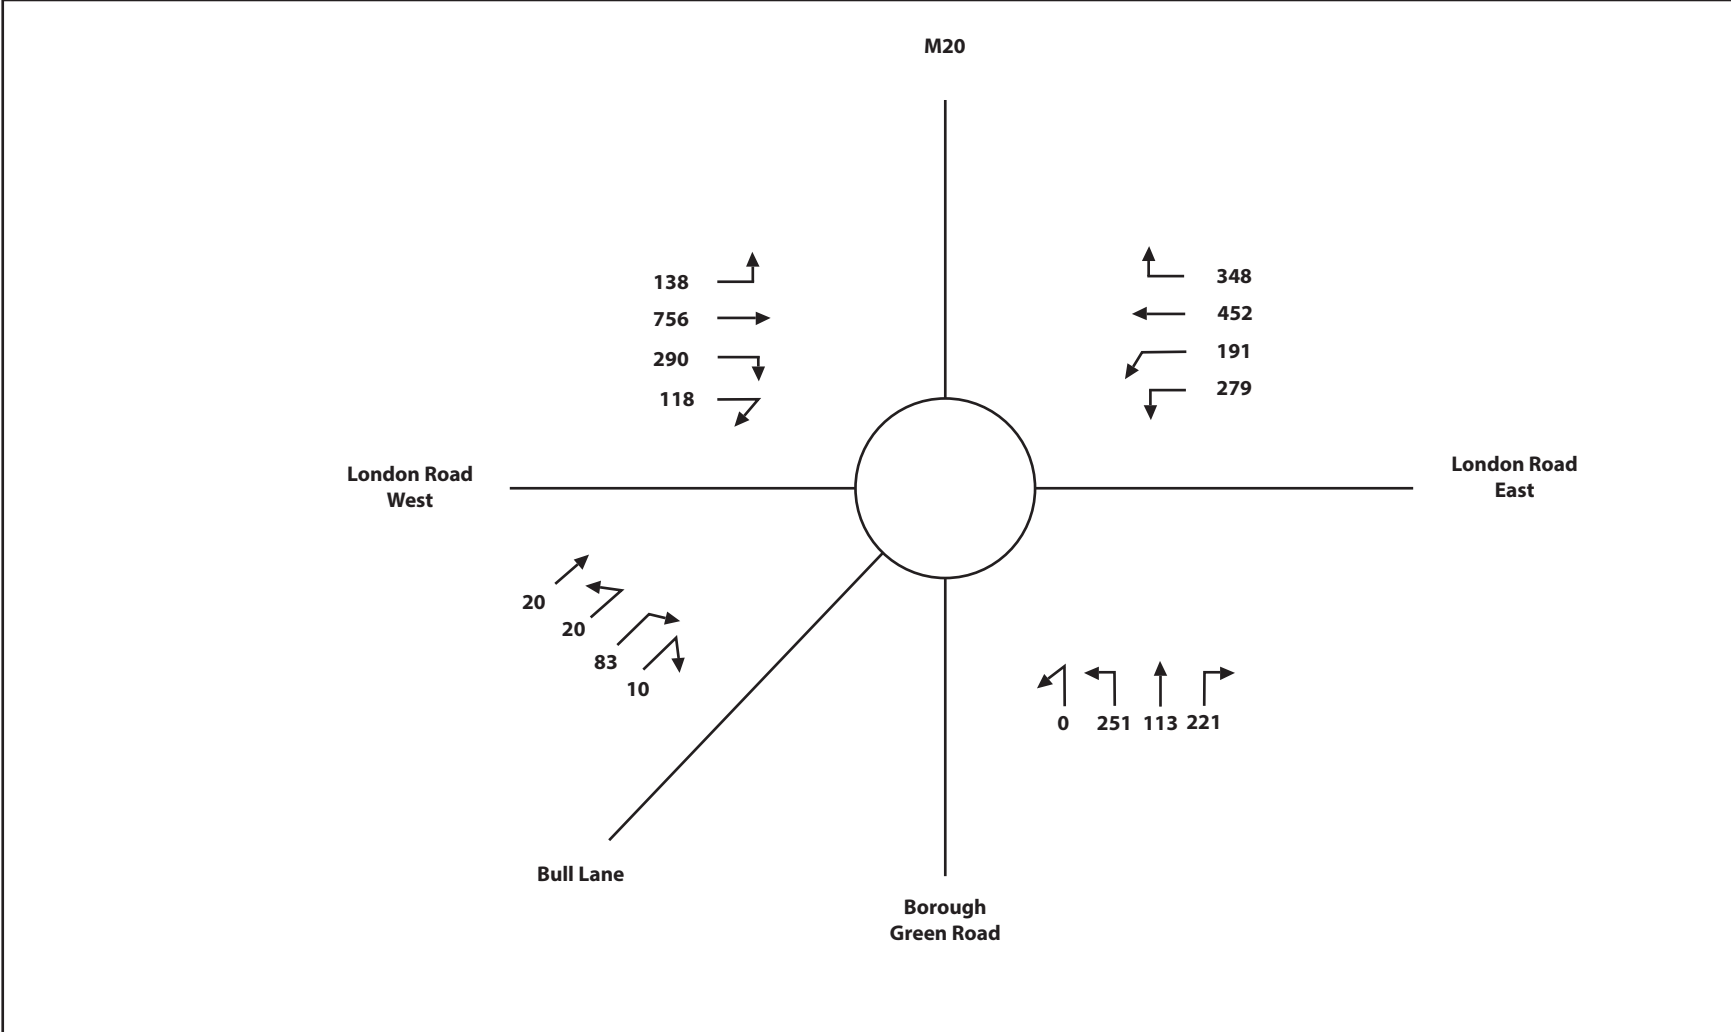 M20
138
348
756
452
290
191
118
279
London Road
West
London Road
East
20
20
83
10
0 251 113 221
Bull Lane
Borough
Green Road